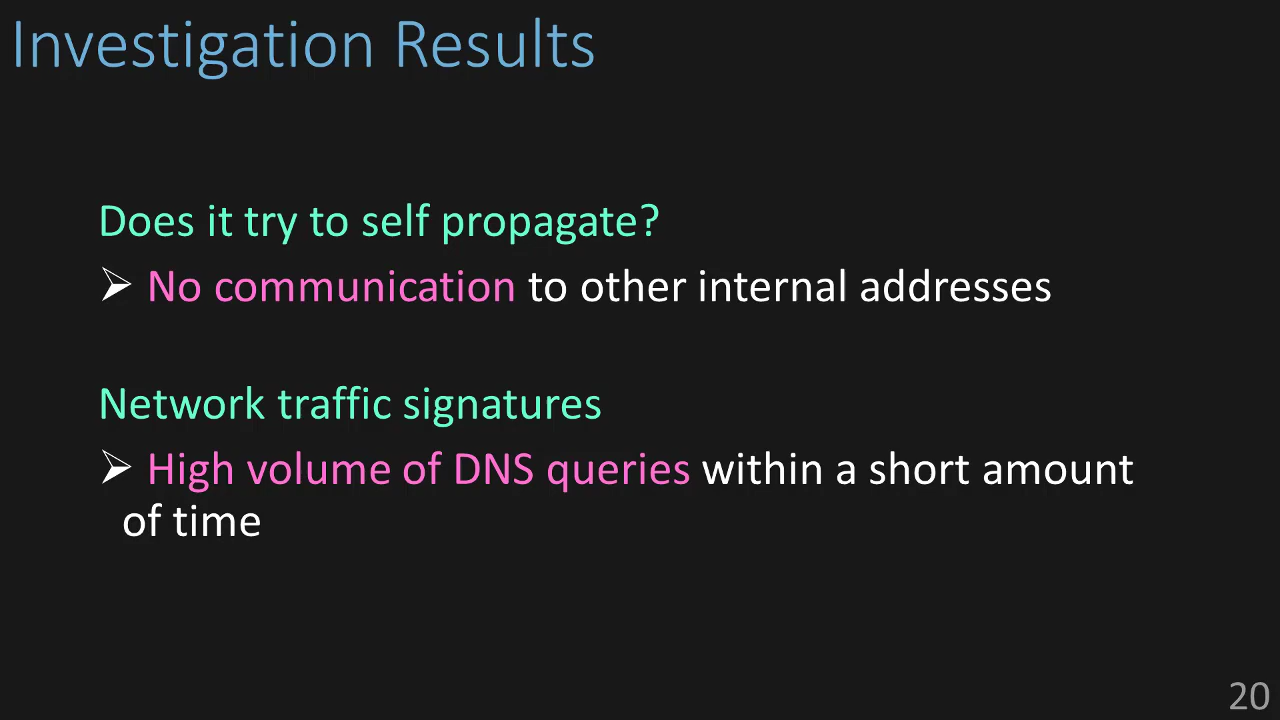 Investigation Results
Does it try to self propagate?
➢ No communication to other internal addresses
Network traffic signatures
➢ High volume of DNS queries within a short amount
of time
20